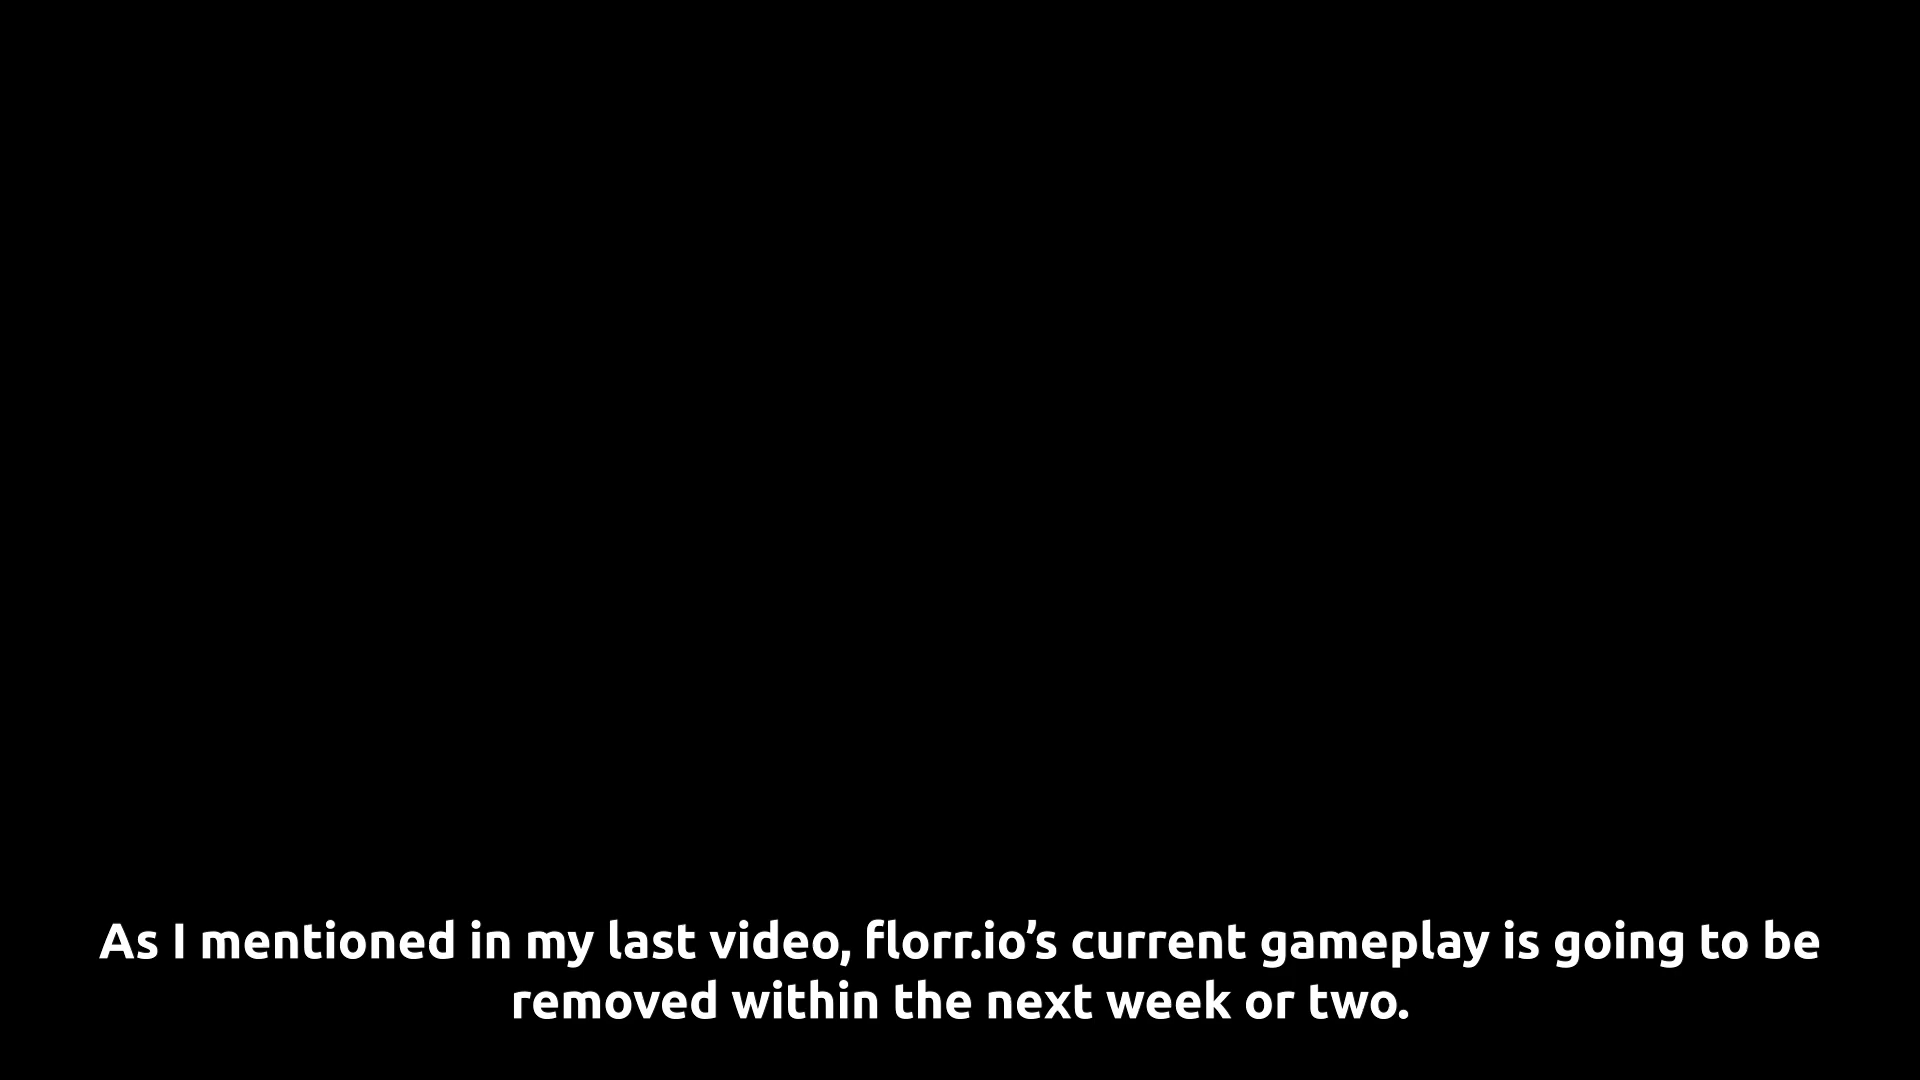 As I mentioned in my last video, florr.io’s current gameplay is going to be
removed within the next week or two.